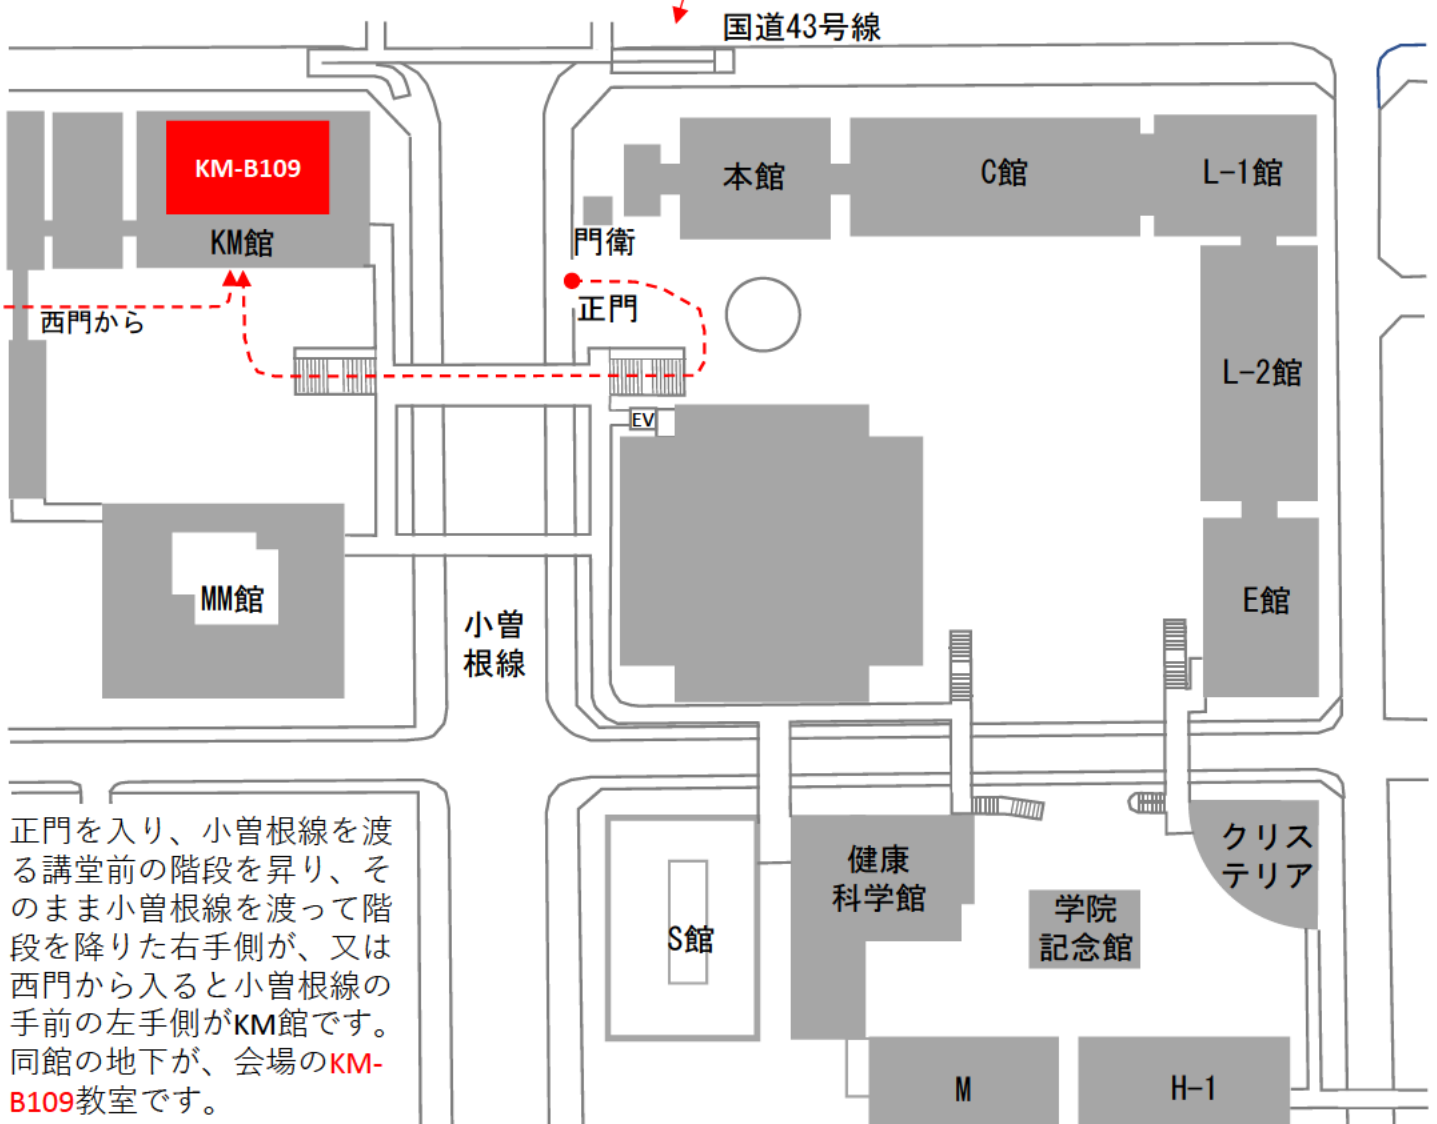 国道43号線
KM-B109
本館
C館
L-1館
KM館
門衛
正門
西門から
L-2館
EV
E館
MM館
小曽
根線
正門を入り、小曽根線を渡
る講堂前の階段を昇り、そ
のまま小曽根線を渡って階
段を降りた右手側が、又は
西門から入ると小曽根線の
手前の左手側がKM館です。
同館の地下が、会場のKM-
B109教室です。
クリス
テリア
健康
科学館
学院
記念館
S館
M
H-1